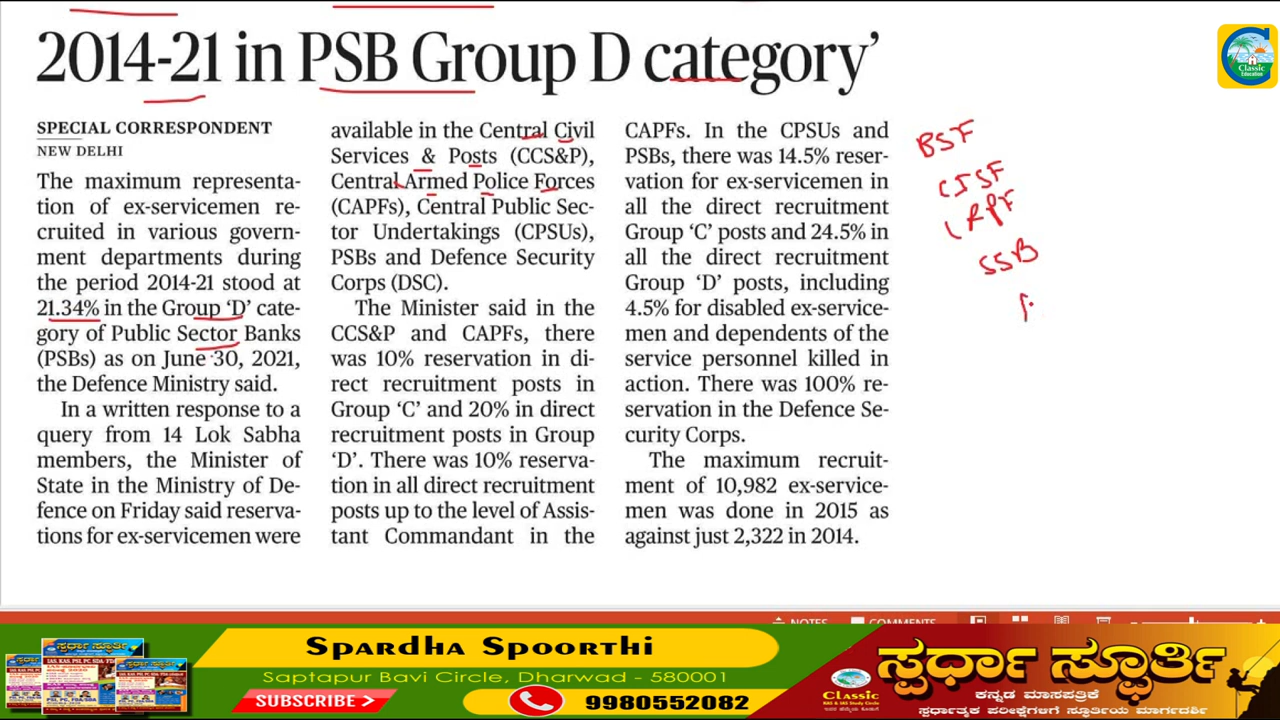 2014-21 in PSB Group D category'
SPECIAL CORRESPONDENT
NEW DELHI
The maximum representa-
tion of ex-servicemen re-
cruited in various govern-
ment departments during
the period 2014-21 stood at
21.34% in the Group 'D' cate-
gory of Public Sector Banks
(PSBs) as on June 30, 2021,
the Defence Ministry said.
In a written response to a
query from 14 Lok Sabha
members, the Minister of
State in the Ministry of De-
fence on Friday said reserva-
tions for ex-servicemen were
available in the Central Civil
Services & Posts (CCS&P),
Central Armed Police Forces
(CAPFs), Central Public Sec-
tor Undertakings (CPSUs),
PSBs and Defence Security
Corps (DSC).
The Minister said in the
CCS&P and CAPFs, there
was 10% reservation in di-
rect recruitment posts in
Group 'C' and 20% in direct
recruitment posts in Group
'D'. There was 10% reserva-
tion in all direct recruitment
posts up to the level of Assis-
tant Commandant in the
CAPFs. In the CPSUs and
PSBs, there was 14.5% reser-
vation for ex-servicemen in
all the direct recruitment
Group 'C' posts and 24.5% in
all the direct recruitment
Group 'D' posts, including
4.5% for disabled ex-service-
men and dependents of the
service personnel killed in
action. There was 100% re-
servation in the Defence Se-
curity Corps.
The maximum recruit-
ment of 10,982 ex-service-
men was done in 2015 as
against just 2,322 in 2014.
BSF
CISF
CRPF
SSB
Classic
Education
NOTES
COMMENTS
Spardha Spoorthi
Saptapur Bavi Circle, Dharwad - 580001
SUBSCRIBE >
9980552082
Classic
ಸ್ಪರ್ಧಾ ಸ್ಫೂರ್ತಿ
ಕನ್ನಡ ಮಾಸಪತ್ರಿಕೆ
ಸ್ಪರ್ಧಾತ್ಮಕ ಪರೀಕ್ಷೆಗಳಿಗೆ ಸ್ಫೂರ್ತಿಯ ಮಾರ್ಗದರ್ಶಿ